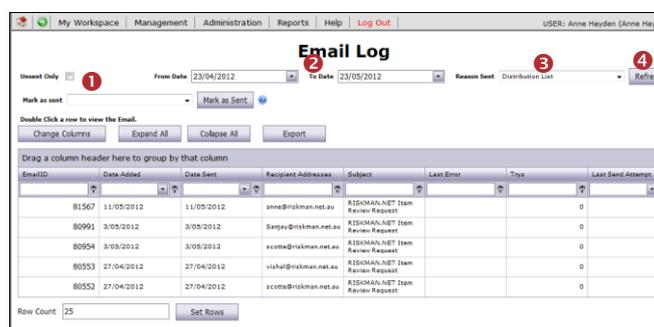 My Workspace Management Administration Reports Help Log Out USER: Anne Hayden (Anne Hay
Email Log
1 2 3 4
Unsent Only From Date 23/04/2012 To Date 23/05/2012 Reason Sent Distribution List Refre
Mark as sent Mark as Sent
Double Click a row to view the Email.
Change Columns Expand All Collapse All Export
Drag a column header here to group by that column
EmailID Date Added Date Sent Recipient Addresses Subject Last Error Trys Last Send Attempt
81567 11/05/2012 11/05/2012 anne@riskman.net.au RISKMAN.NET Item Review Request 0
80991 3/05/2012 3/05/2012 Sanjay@riskman.net.au RISKMAN.NET Item Review Request 0
80954 3/05/2012 3/05/2012 scotte@riskman.net.au RISKMAN.NET Item Review Request 0
80553 27/04/2012 27/04/2012 vishal@riskman.net.au RISKMAN.NET Item Review Request 0
80552 27/04/2012 27/04/2012 scotte@riskman.net.au RISKMAN.NET Item Review Request 0
Row Count 25 Set Rows